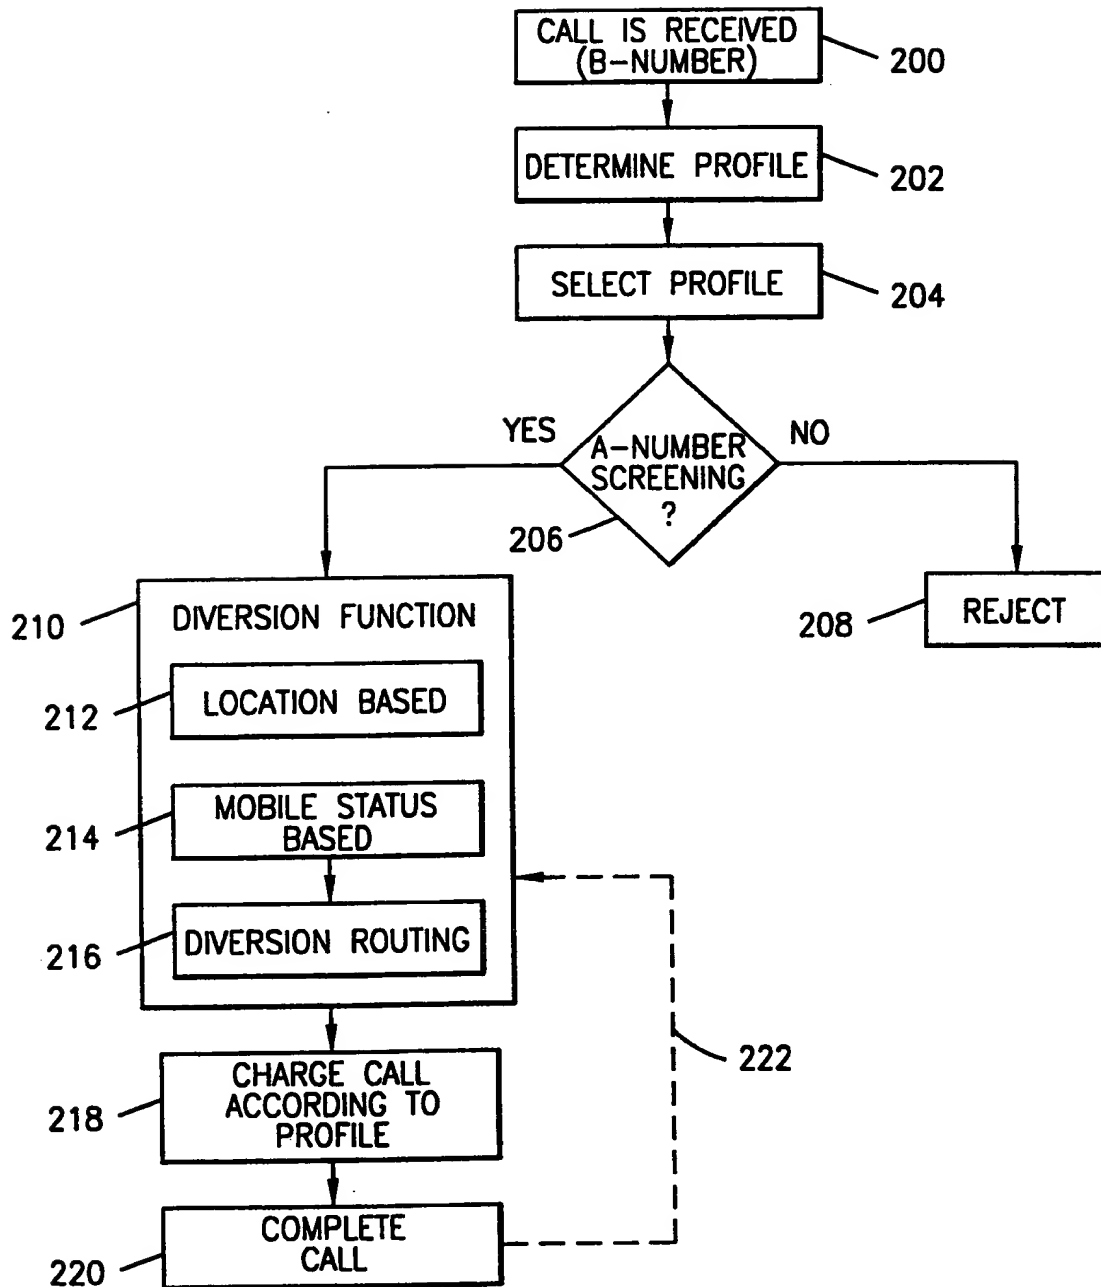 CALL IS RECEIVED
(B-NUMBER)
200
DETERMINE PROFILE
202
SELECT PROFILE
204
YES
NO
A-NUMBER
SCREENING
?
206
210
DIVERSION FUNCTION
208
REJECT
212
LOCATION BASED
214
MOBILE STATUS
BASED
216
DIVERSION ROUTING
222
218
CHARGE CALL
ACCORDING TO
PROFILE
220
COMPLETE
CALL